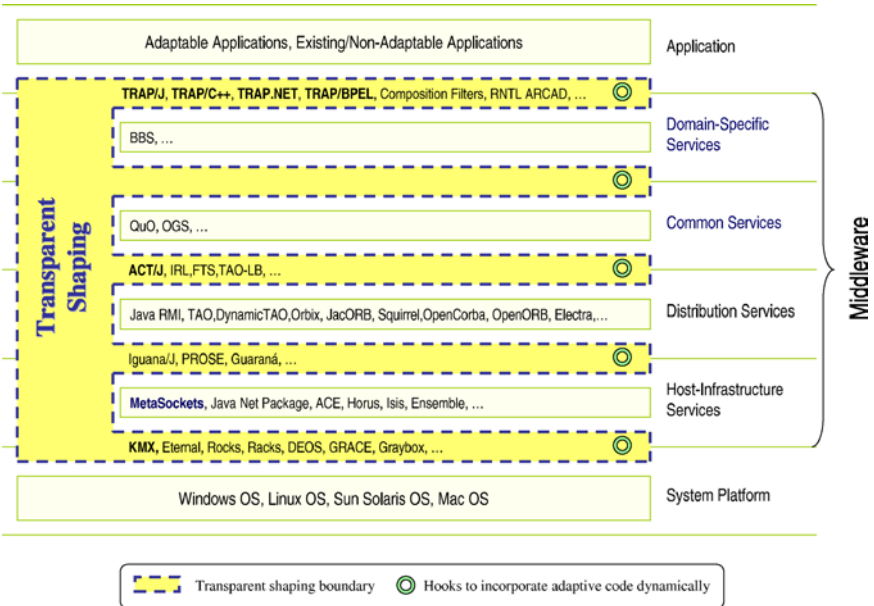 Adaptable Applications, Existing/Non-Adaptable Applications
Application
TRAP/J, TRAP/C++, TRAP.NET, TRAP/BPEL, Composition Filters, RNTL ARCAD, ...
Domain-Specific
Services
BBS, ...
Transparent
Shaping
QuO, OGS, ...
Common Services
Middleware
ACT/J, IRL,FTS,TAO-LB, ...
Java RMI, TAO,DynamicTAO,Orbix, JacORB, Squirrel,OpenCorba, OpenORB, Electra,...
Distribution Services
Iguana/J, PROSE, Guaraná, ...
Host-Infrastructure
Services
MetaSockets, Java Net Package, ACE, Horus, Isis, Ensemble, ...
KMX, Eternal, Rocks, Racks, DEOS, GRACE, Graybox, ...
Windows OS, Linux OS, Sun Solaris OS, Mac OS
System Platform
Transparent shaping boundary
Hooks to incorporate adaptive code dynamically